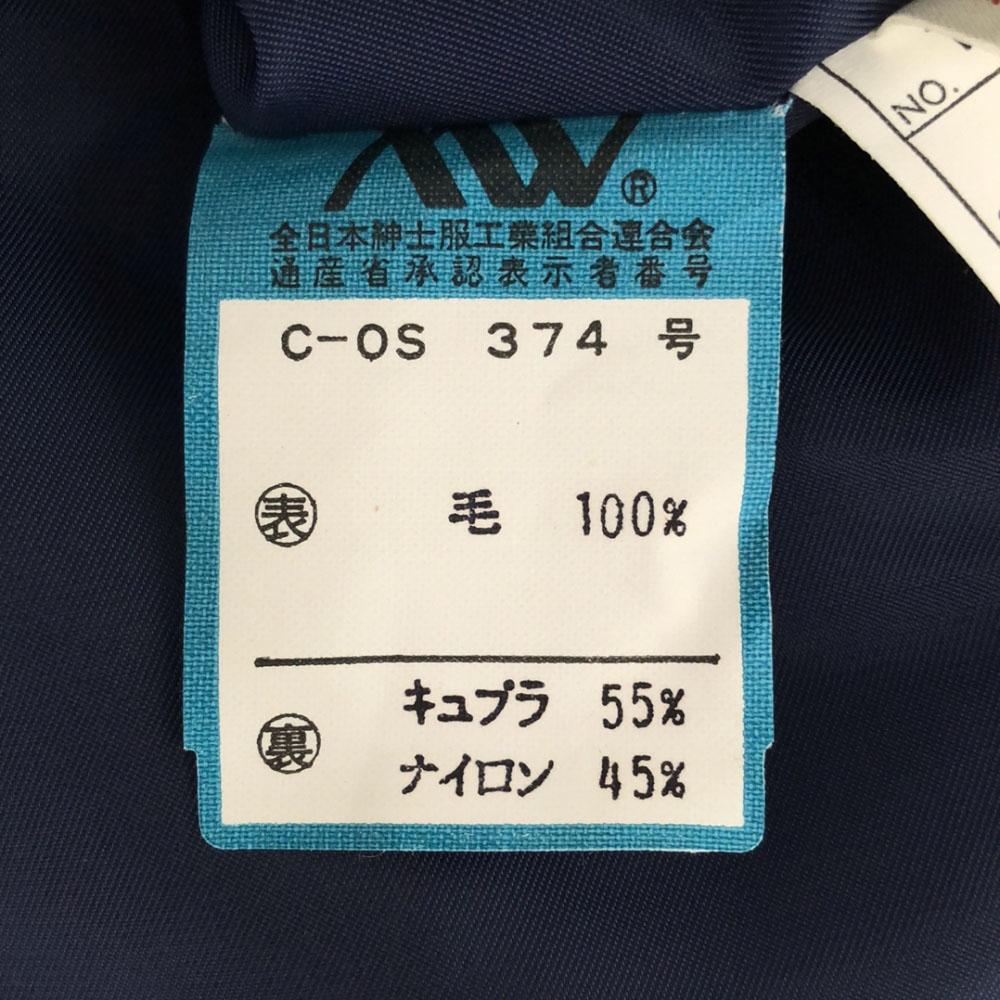 ®
全日本紳士服工業組合連合会
通産省承認表示者番号
C-OS 374 号
表 毛 100%
キュプラ 55%
裏
ナイロン 45%
NO.